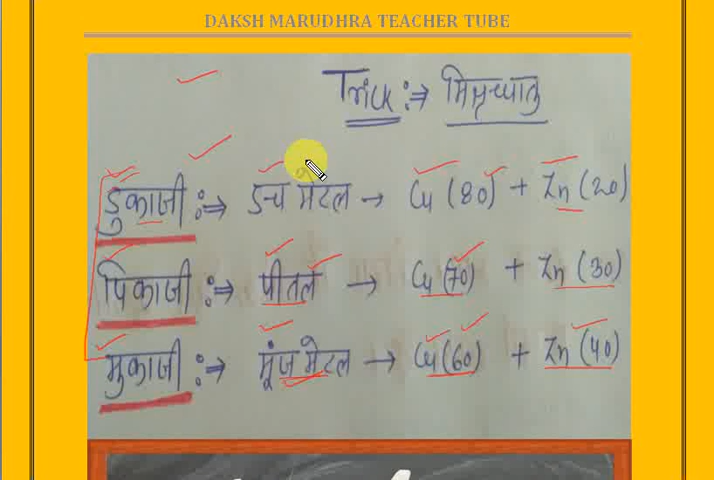 DAKSH MARUDHRA TEACHER TUBE
Trick :⇒ मिश्रधातु
डुकाजी :⇒ डच मेटल → Cu (80) + Zn (20)
पिकाजी :⇒ पीतल → Cu (70) + Zn (30)
मुकाजी :⇒ मूंज मेटल → Cu (60) + Zn (40)